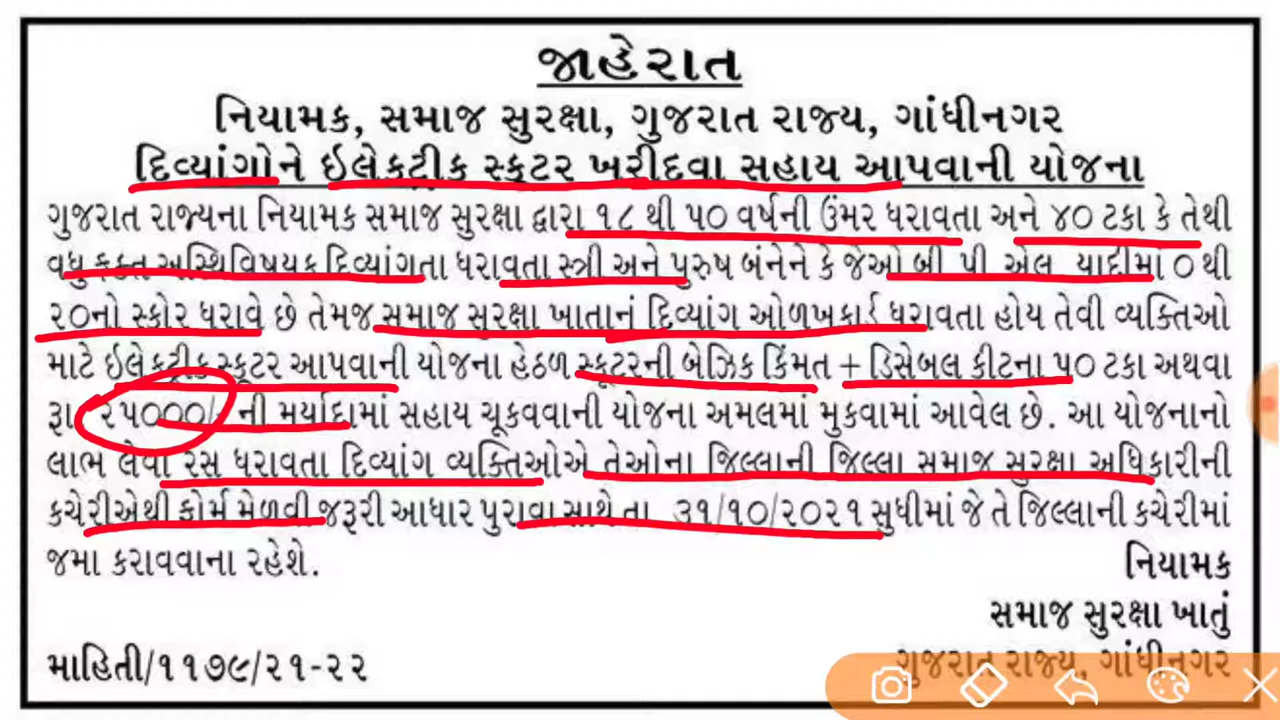 જાહેરાત
નિયામક, સમાજ સુરક્ષા, ગુજરાત રાજ્ય, ગાંધીનગર
દિવ્યાંગોને ઇલેક્ટ્રીક સ્કૂટર ખરીદવા સહાય આપવાની યોજના
ગુજરાત રાજ્યના નિયામક સમાજ સુરક્ષા દ્વારા ૧૮ થી ૫૦ વર્ષની ઉંમર ધરાવતા અને ૪૦ ટકા કે તેથી
વધુ ફક્ત અસ્થિવિષયક દિવ્યાંગતા ધરાવતા સ્ત્રી અને પુરુષ બંનેને કે જેઓ બી પી એલ યાદીમાં ૦ થી
૨૦નો સ્કોર ધરાવે છે તેમજ સમાજ સુરક્ષા ખાતાનું દિવ્યાંગ ઓળખકાર્ડ ધરાવતા હોય તેવી વ્યક્તિઓ
માટે ઇલેક્ટ્રીક સ્કૂટર આપવાની યોજના હેઠળ સ્કૂટરની બેઝિક કિંમત + ડિસેબલ કીટના ૫૦ ટકા અથવા
રૂા ૨૫૦૦૦/- ની મર્યાદામાં સહાય ચૂકવવાની યોજના અમલમાં મુકવામાં આવેલ છે. આ યોજનાનો
લાભ લેવા રસ ધરાવતા દિવ્યાંગ વ્યક્તિઓએ તેઓના જિલ્લાની જિલ્લા સમાજ સુરક્ષા અધિકારીની
કચેરીએથી ફોર્મ મેળવી જરૂરી આધાર પુરાવા સાથે તા ૩૧/૧૦/૨૦૨૧ સુધીમાં જે તે જિલ્લાની કચેરીમાં
જમા કરાવવાના રહેશે.
નિયામક
સમાજ સુરક્ષા ખાતું
માહિતી/૧૧૭૯/૨૧-૨૨
ગુજરાત રાજ્ય, ગાંધીનગર